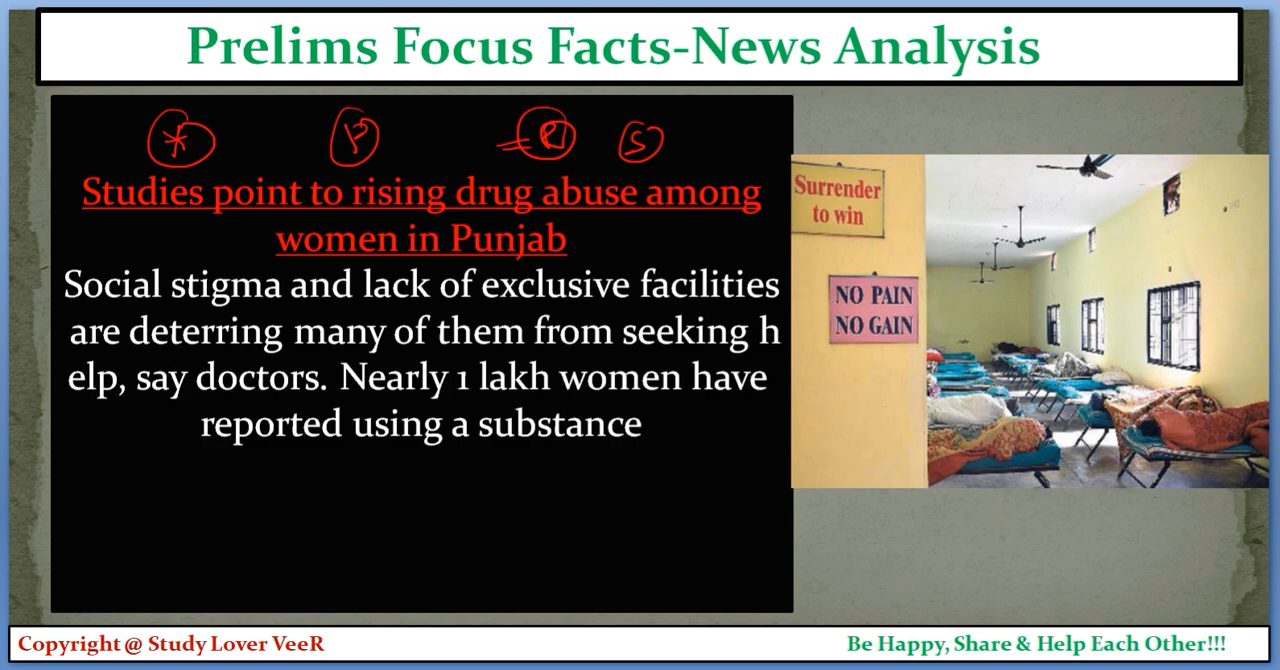 Prelims Focus Facts-News Analysis
* P R S
Studies point to rising drug abuse among
women in Punjab
Social stigma and lack of exclusive facilities
are deterring many of them from seeking h
elp, say doctors. Nearly 1 lakh women have
reported using a substance
Surrender
to win
NO PAIN
NO GAIN
Copyright @ Study Lover VeeR
Be Happy, Share & Help Each Other!!!